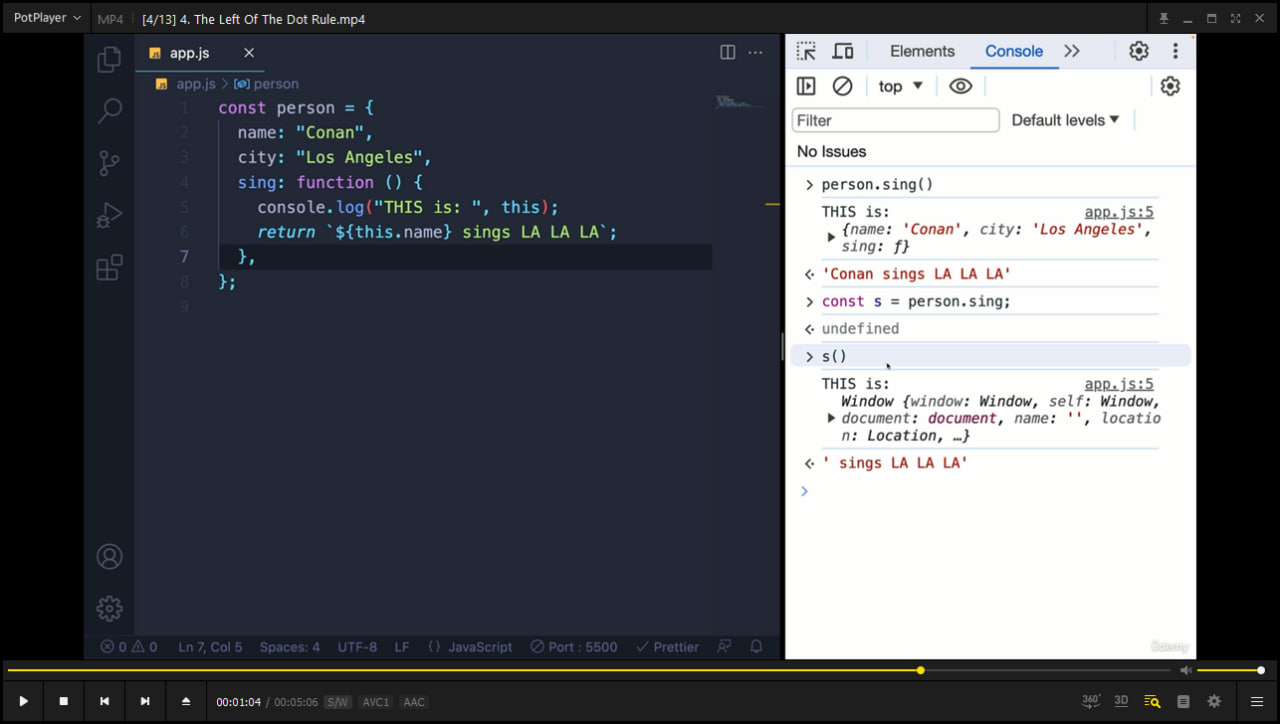 PotPlayer MP4 [4/13] 4. The Left Of The Dot Rule.mp4
app.js
app.js > person
1 const person = {
2 name: "Conan",
3 city: "Los Angeles",
4 sing: function () {
5 console.log("THIS is: ", this);
6 return `${this.name} sings LA LA LA`;
7 },
8 };
9
0 0 Ln 7, Col 5 Spaces: 4 UTF-8 LF {} JavaScript Port : 5500 Prettier
Elements Console
top
Filter Default levels
No Issues
> person.sing()
THIS is: app.js:5
{name: 'Conan', city: 'Los Angeles',
sing: ƒ}
'Conan sings LA LA LA'
> const s = person.sing;
undefined
> s()
THIS is: app.js:5
Window {window: Window, self: Window,
document: document, name: '', locatio
n: Location, …}
' sings LA LA LA'
>
ûdemy
00:01:04 / 00:05:06 S/W AVC1 AAC 360° 3D